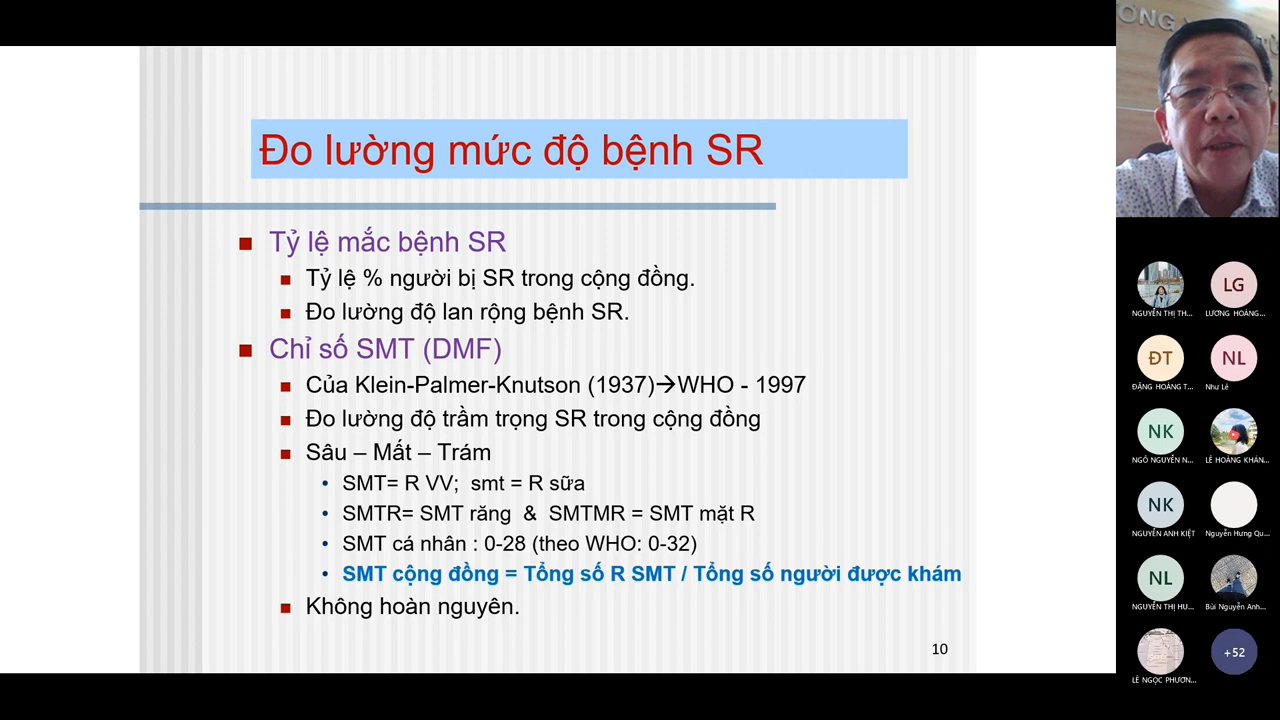 Đo lường mức độ bệnh SR
Tỷ lệ mắc bệnh SR
Tỷ lệ % người bị SR trong cộng đồng.
Đo lường độ lan rộng bệnh SR.
Chỉ số SMT (DMF)
Của Klein-Palmer-Knutson (1937)→WHO - 1997
Đo lường độ trầm trọng SR trong cộng đồng
Sâu – Mất – Trám
SMT= R VV; smt = R sữa
SMTR= SMT răng & SMTMR = SMT mặt R
SMT cá nhân : 0-28 (theo WHO: 0-32)
SMT cộng đồng = Tổng số R SMT / Tổng số người được khám
Không hoàn nguyên.
10
NGUYỄN THỊ TH...
LG
LƯƠNG HOÀNG...
ĐT
ĐẶNG HOÀNG T...
NL
Như Lê
NK
NGÔ NGUYỄN N...
LÊ HOÀNG KHÁN...
NK
NGUYỄN ANH KIỆT
Nguyễn Hưng Qu...
NL
NGUYỄN THỊ HU...
Bùi Nguyễn Anh...
LÊ NGỌC PHƯƠN...
+52